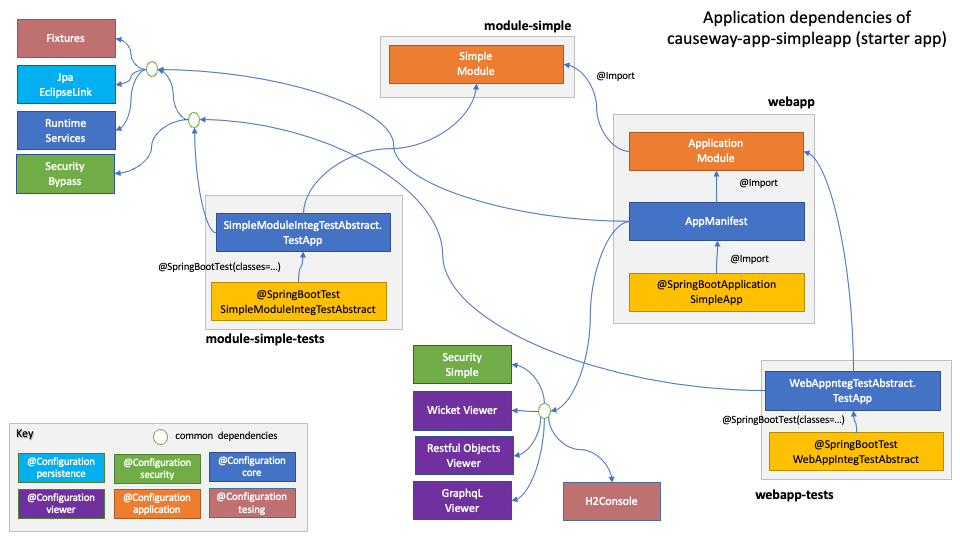 Application dependencies of
causeway-app-simpleapp (starter app)
Fixtures
Jpa
EclipseLink
Runtime
Services
Security
Bypass
module-simple
Simple
Module
@Import
webapp
Application
Module
@Import
AppManifest
@Import
@SpringBootApplication
SimpleApp
SimpleModuleIntegTestAbstract.
TestApp
@SpringBootTest(classes=...)
@SpringBootTest
SimpleModuleIntegTestAbstract
module-simple-tests
Security
Simple
Wicket Viewer
Restful Objects
Viewer
GraphqL
Viewer
H2Console
WebAppntegTestAbstract.
TestApp
@SpringBootTest(classes=...)
@SpringBootTest
WebAppIntegTestAbstract
webapp-tests
Key
common dependencies
@Configuration
persistence
@Configuration
security
@Configuration
core
@Configuration
viewer
@Configuration
application
@Configuration
tesing